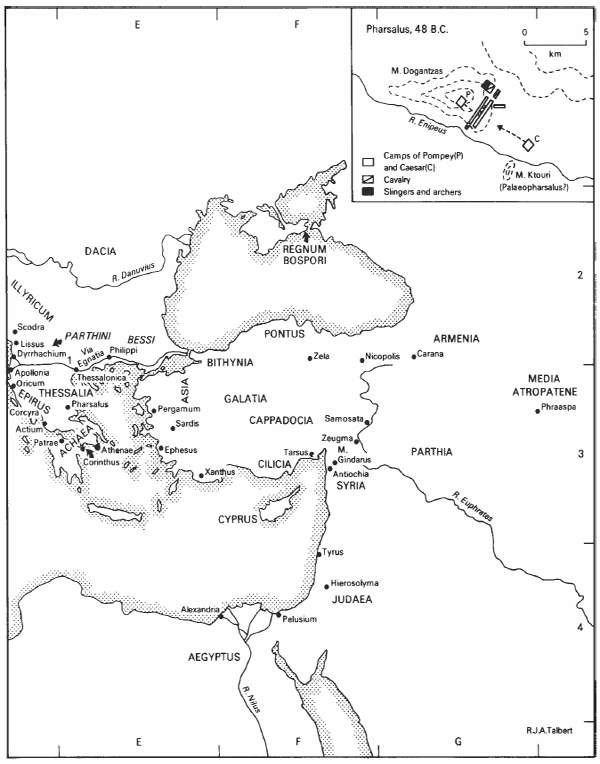 E
F
Pharsalus, 48 B.C.
0 5
km
M. Dogantzas
P
R. Enipeus
C
Camps of Pompey(P)
and Caesar(C)
Cavalry
Slingers and archers
M. Ktouri
(Palaeopharsalus?)
DACIA
R. Danuvius
REGNUM
BOSPORI
2
ILLYRICUM
Scodra
Lissus
PARTHINI
BESSI
Dyrrhachium
1
Via
Egnatia
Philippi
PONTUS
ARMENIA
Apollonia
Thessalonica
BITHYNIA
Zela
Nicopolis
Carana
Oricum
EPIRUS
THESSALIA
ASIA
GALATIA
MEDIA
ATROPATENE
Corcyra
Pharsalus
Pergamum
CAPPADOCIA
Samosata
Phraaspa
Actium
ACHAEA
Sardis
Zeugma
Patrae
Athenae
Ephesus
M.
Gindarus
PARTHIA
3
Corinthus
Tarsus
CILICIA
Xanthus
Antiochia
SYRIA
R. Euphretes
CYPRUS
Tyrus
Hierosolyma
JUDAEA
Alexandria
Pelusium
4
AEGYPTUS
R. Nilus
R.J.A.Talbert
E
F
G